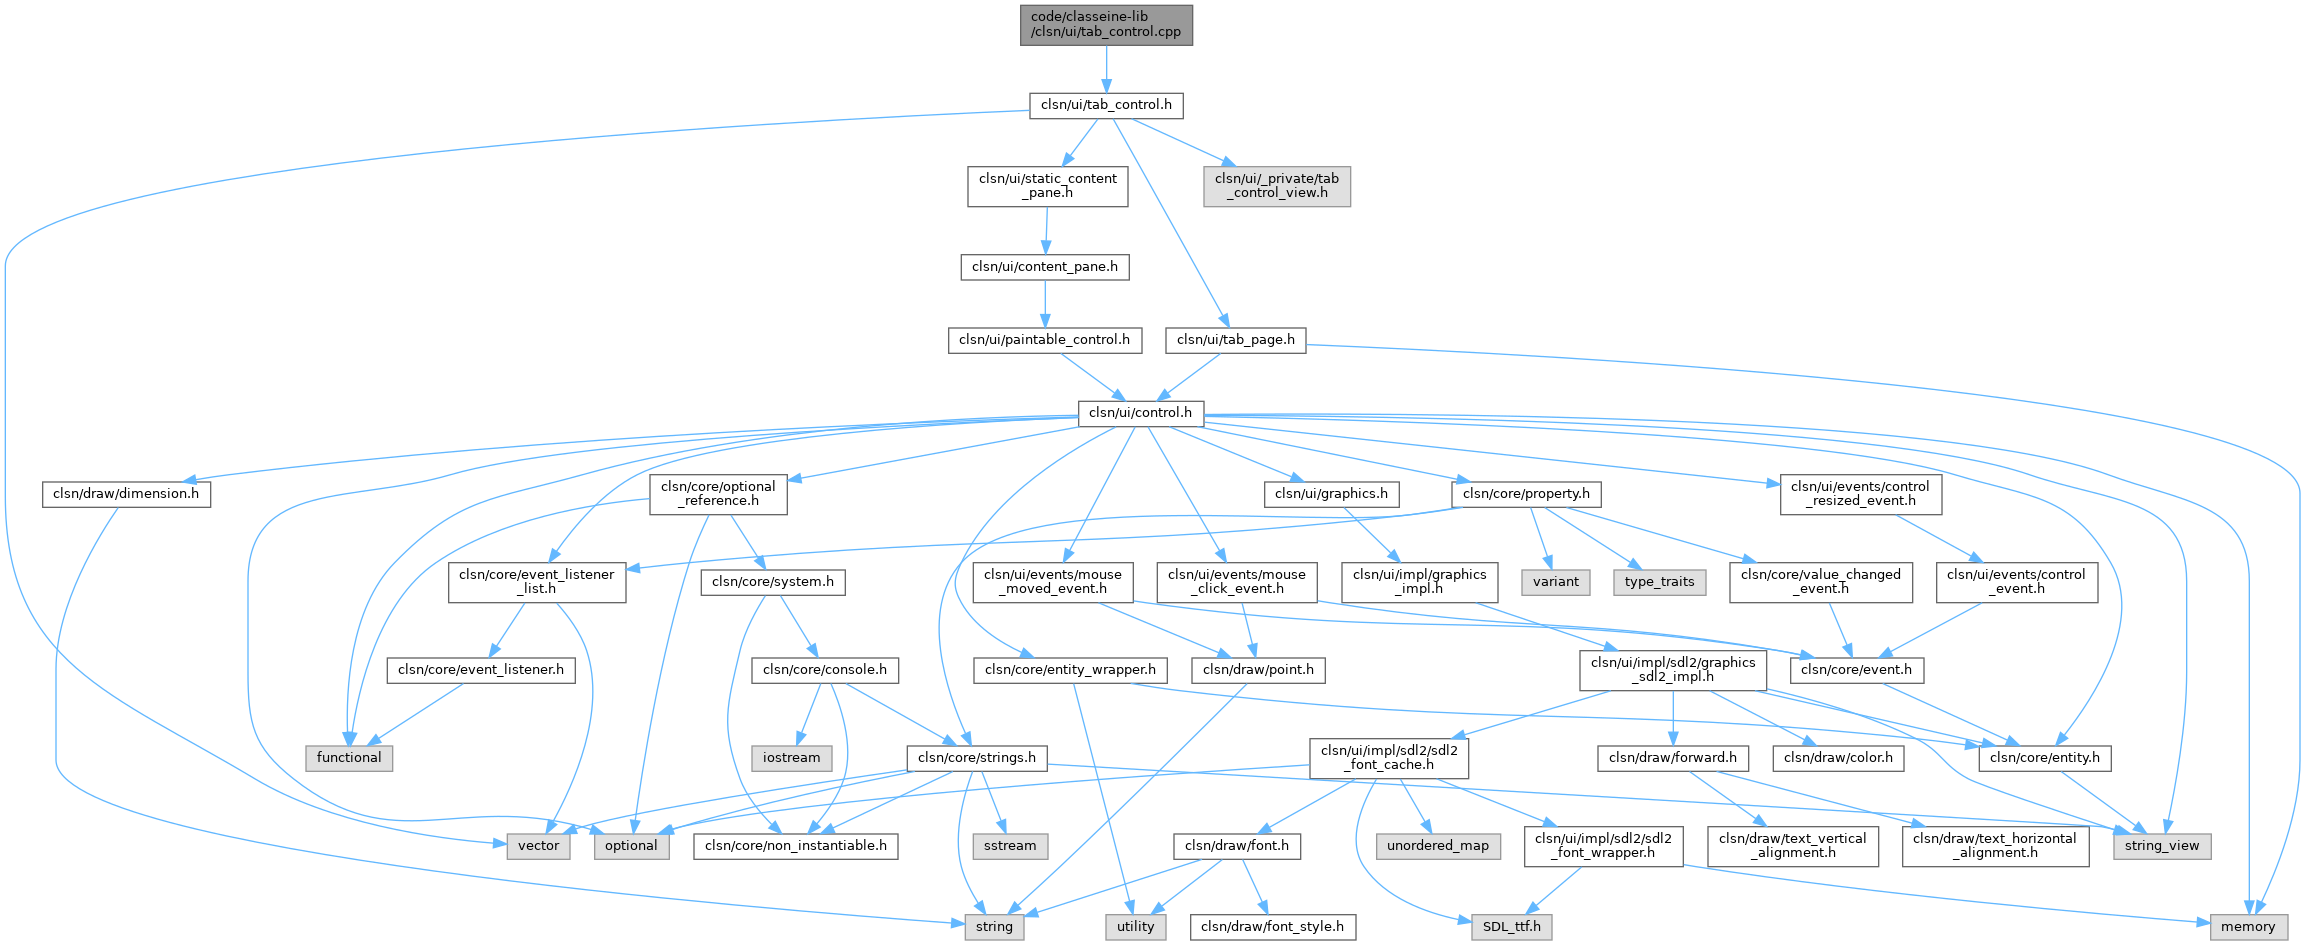 code/classeine-lib
/clsn/ui/tab_control.cpp
clsn/ui/tab_control.h
clsn/ui/static_content
_pane.h
clsn/ui/_private/tab
_control_view.h
clsn/ui/content_pane.h
clsn/ui/paintable_control.h
clsn/ui/tab_page.h
clsn/ui/control.h
clsn/draw/dimension.h
clsn/core/optional
_reference.h
clsn/ui/graphics.h
clsn/core/property.h
clsn/ui/events/control
_resized_event.h
clsn/core/event_listener
_list.h
clsn/core/system.h
clsn/ui/events/mouse
_moved_event.h
clsn/ui/events/mouse
_click_event.h
clsn/ui/impl/graphics
_impl.h
variant
type_traits
clsn/core/value_changed
_event.h
clsn/ui/events/control
_event.h
clsn/core/event_listener.h
clsn/core/console.h
clsn/core/entity_wrapper.h
clsn/draw/point.h
clsn/ui/impl/sdl2/graphics
_sdl2_impl.h
clsn/core/event.h
functional
iostream
clsn/core/strings.h
clsn/ui/impl/sdl2/sdl2
_font_cache.h
clsn/draw/forward.h
clsn/draw/color.h
clsn/core/entity.h
vector
optional
clsn/core/non_instantiable.h
sstream
clsn/draw/font.h
unordered_map
clsn/ui/impl/sdl2/sdl2
_font_wrapper.h
clsn/draw/text_vertical
_alignment.h
clsn/draw/text_horizontal
_alignment.h
string_view
string
utility
clsn/draw/font_style.h
SDL_ttf.h
memory